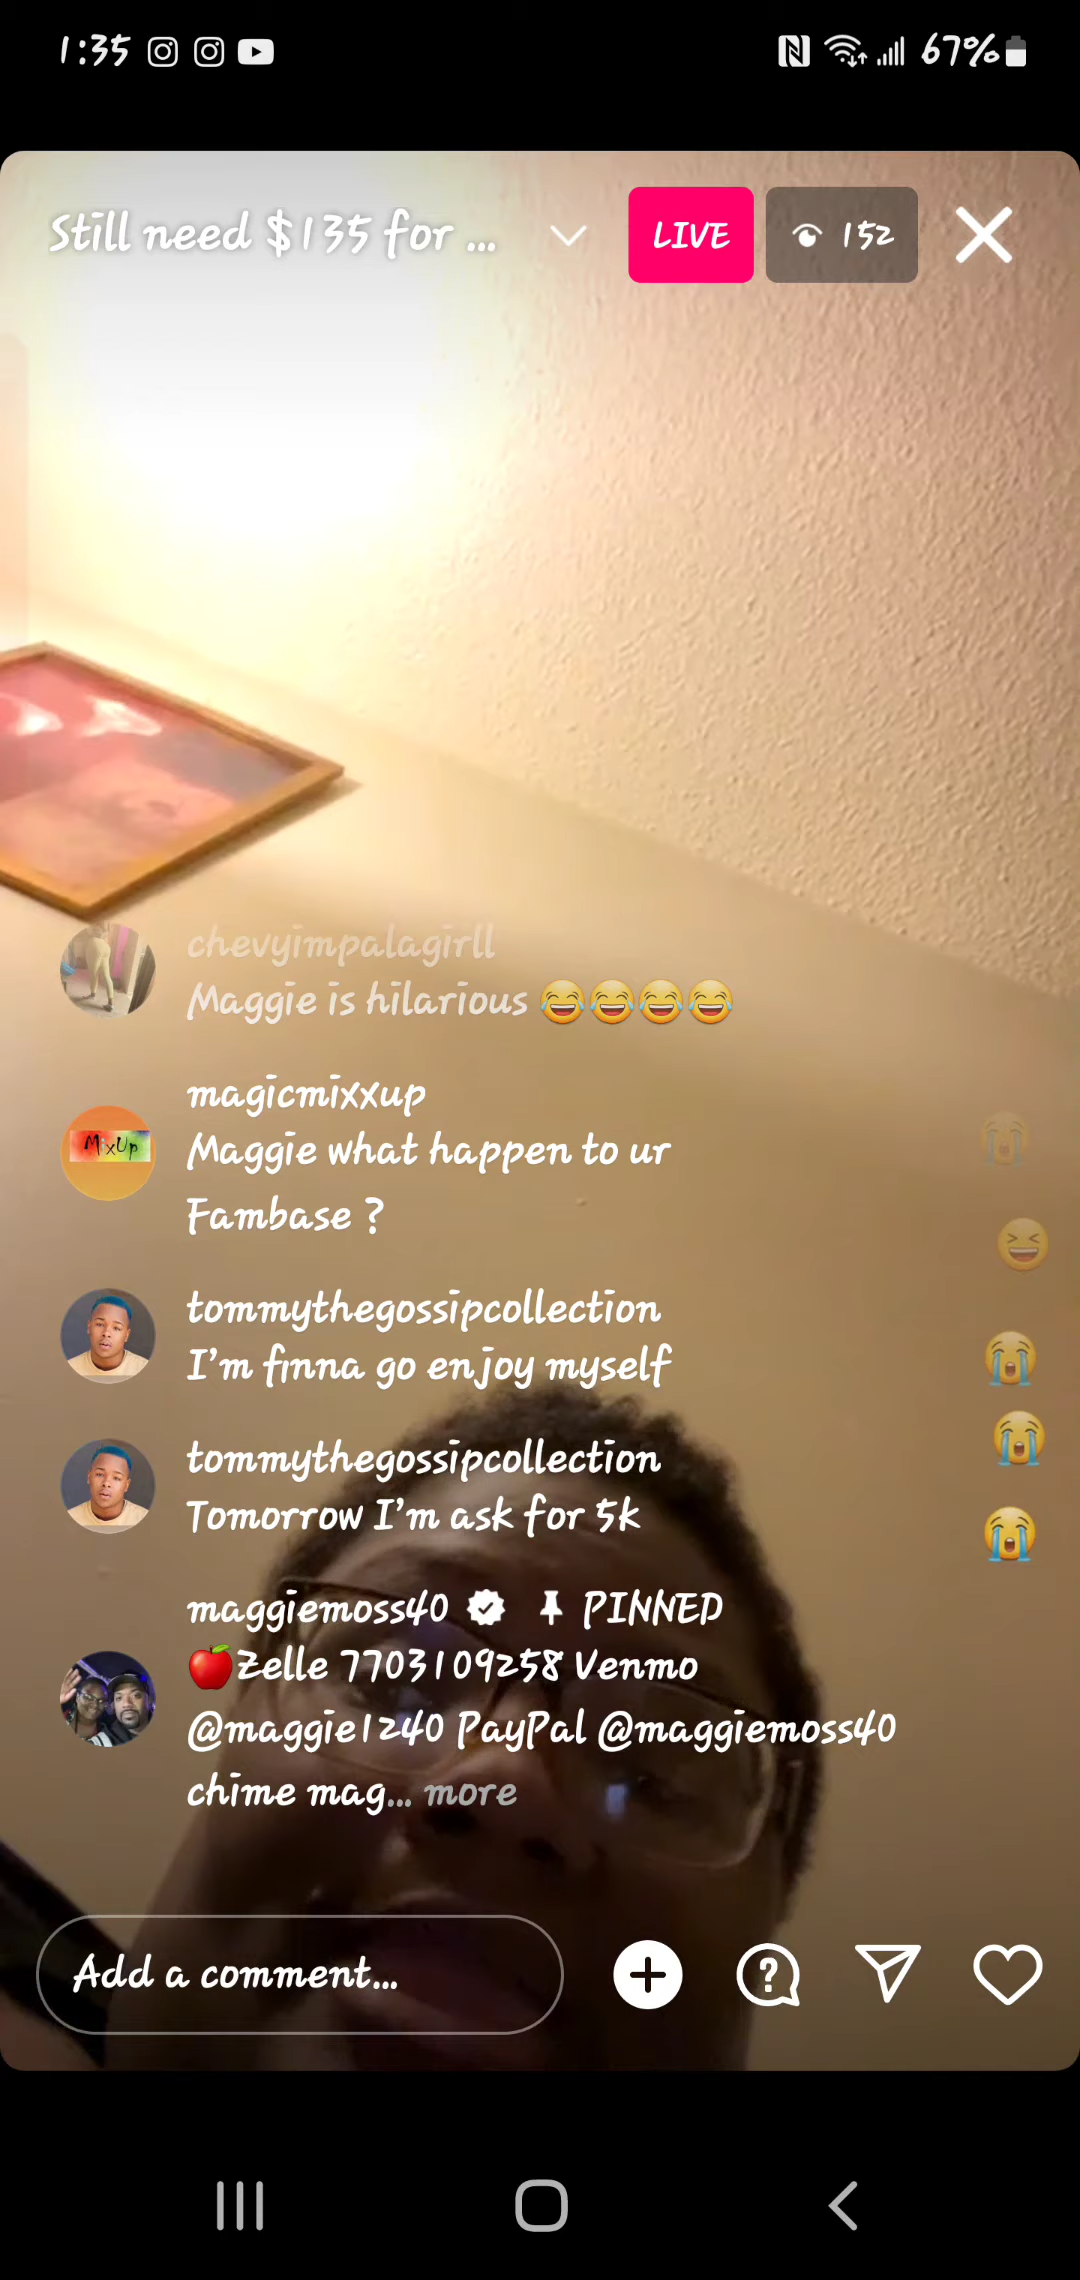 1:35 67%
Still need $135 for ... LIVE 152
chevyimpalagirll
Maggie is hilarious 😂😂😂😂
magicmixxup
MixUp
Maggie what happen to ur
Fambase ?
tommythegossipcollection
I'm finna go enjoy myself
tommythegossipcollection
Tomorrow I'm ask for 5k
maggiemoss40 PINNED
🍎Zelle 7703109258 Venmo
@maggie1240 PayPal @maggiemoss40
chime mag... more
Add a comment...